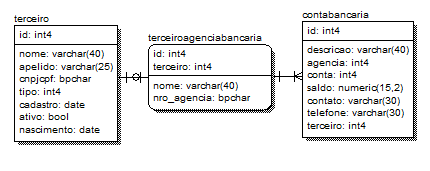 terceiro
id: int4
nome: varchar(40)
apelido: varchar(25)
cnpjcpf: bpchar
tipo: int4
cadastro: date
ativo: bool
nascimento: date
terceiroagenciabancaria
id: int4
terceiro: int4
nome: varchar(40)
nro_agencia: bpchar
contabancaria
id: int4
descricao: varchar(40)
agencia: int4
conta: int4
saldo: numeric(15,2)
contato: varchar(30)
telefone: varchar(30)
terceiro: int4